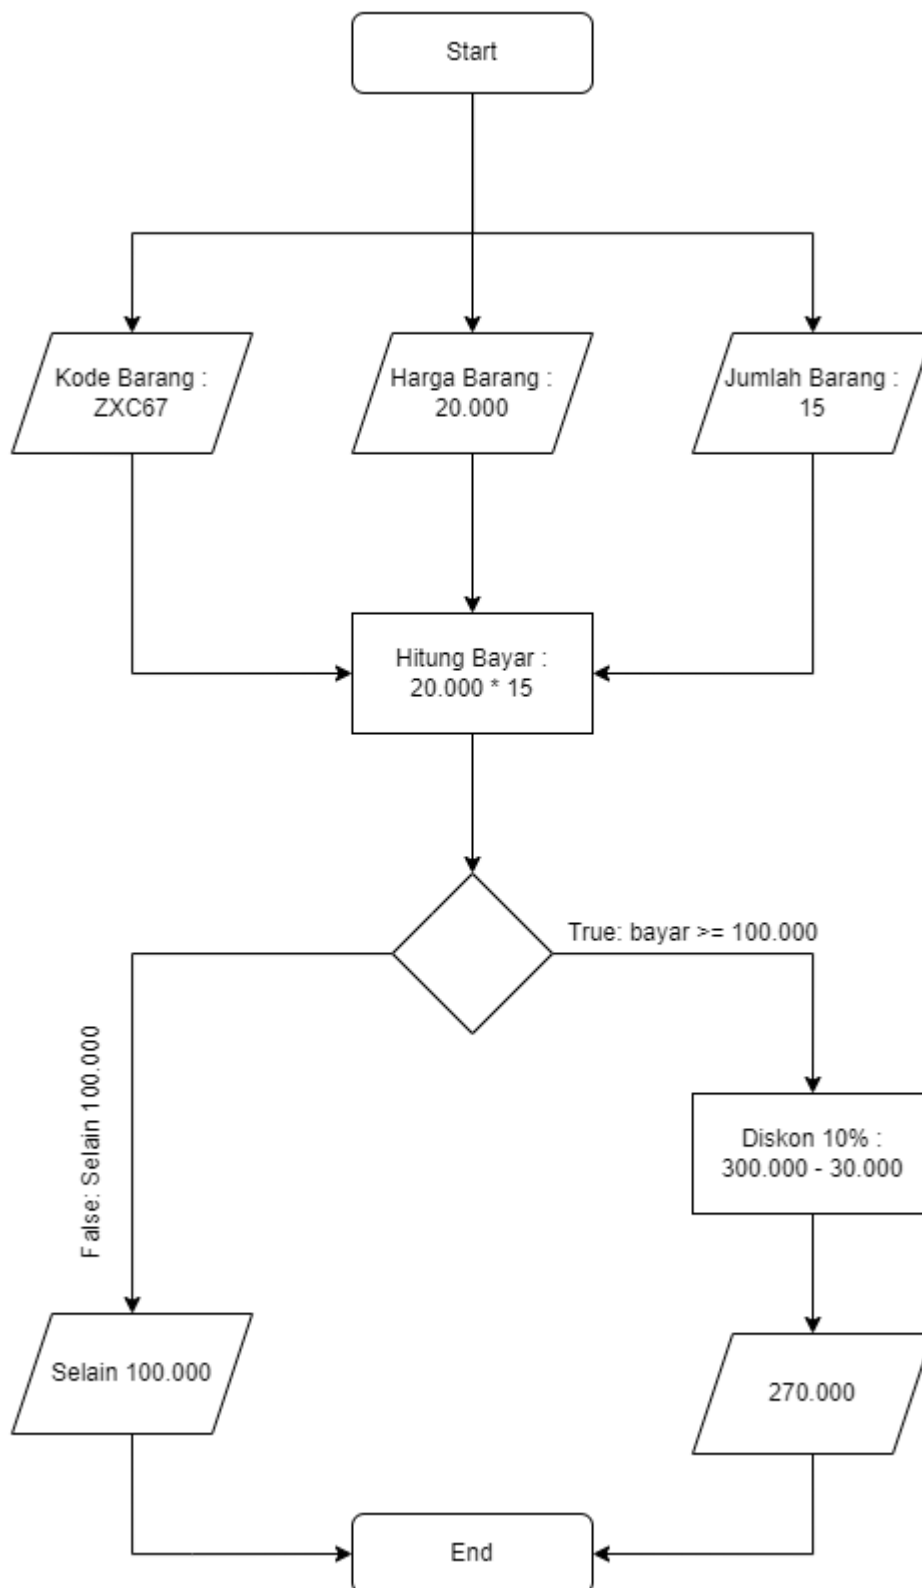 Start
Kode Barang :
ZXC67
Harga Barang :
20.000
Jumlah Barang :
15
Hitung Bayar :
20.000 * 15
True: bayar >= 100.000
False: Selain 100.000
Diskon 10% :
300.000 - 30.000
Selain 100.000
270.000
End